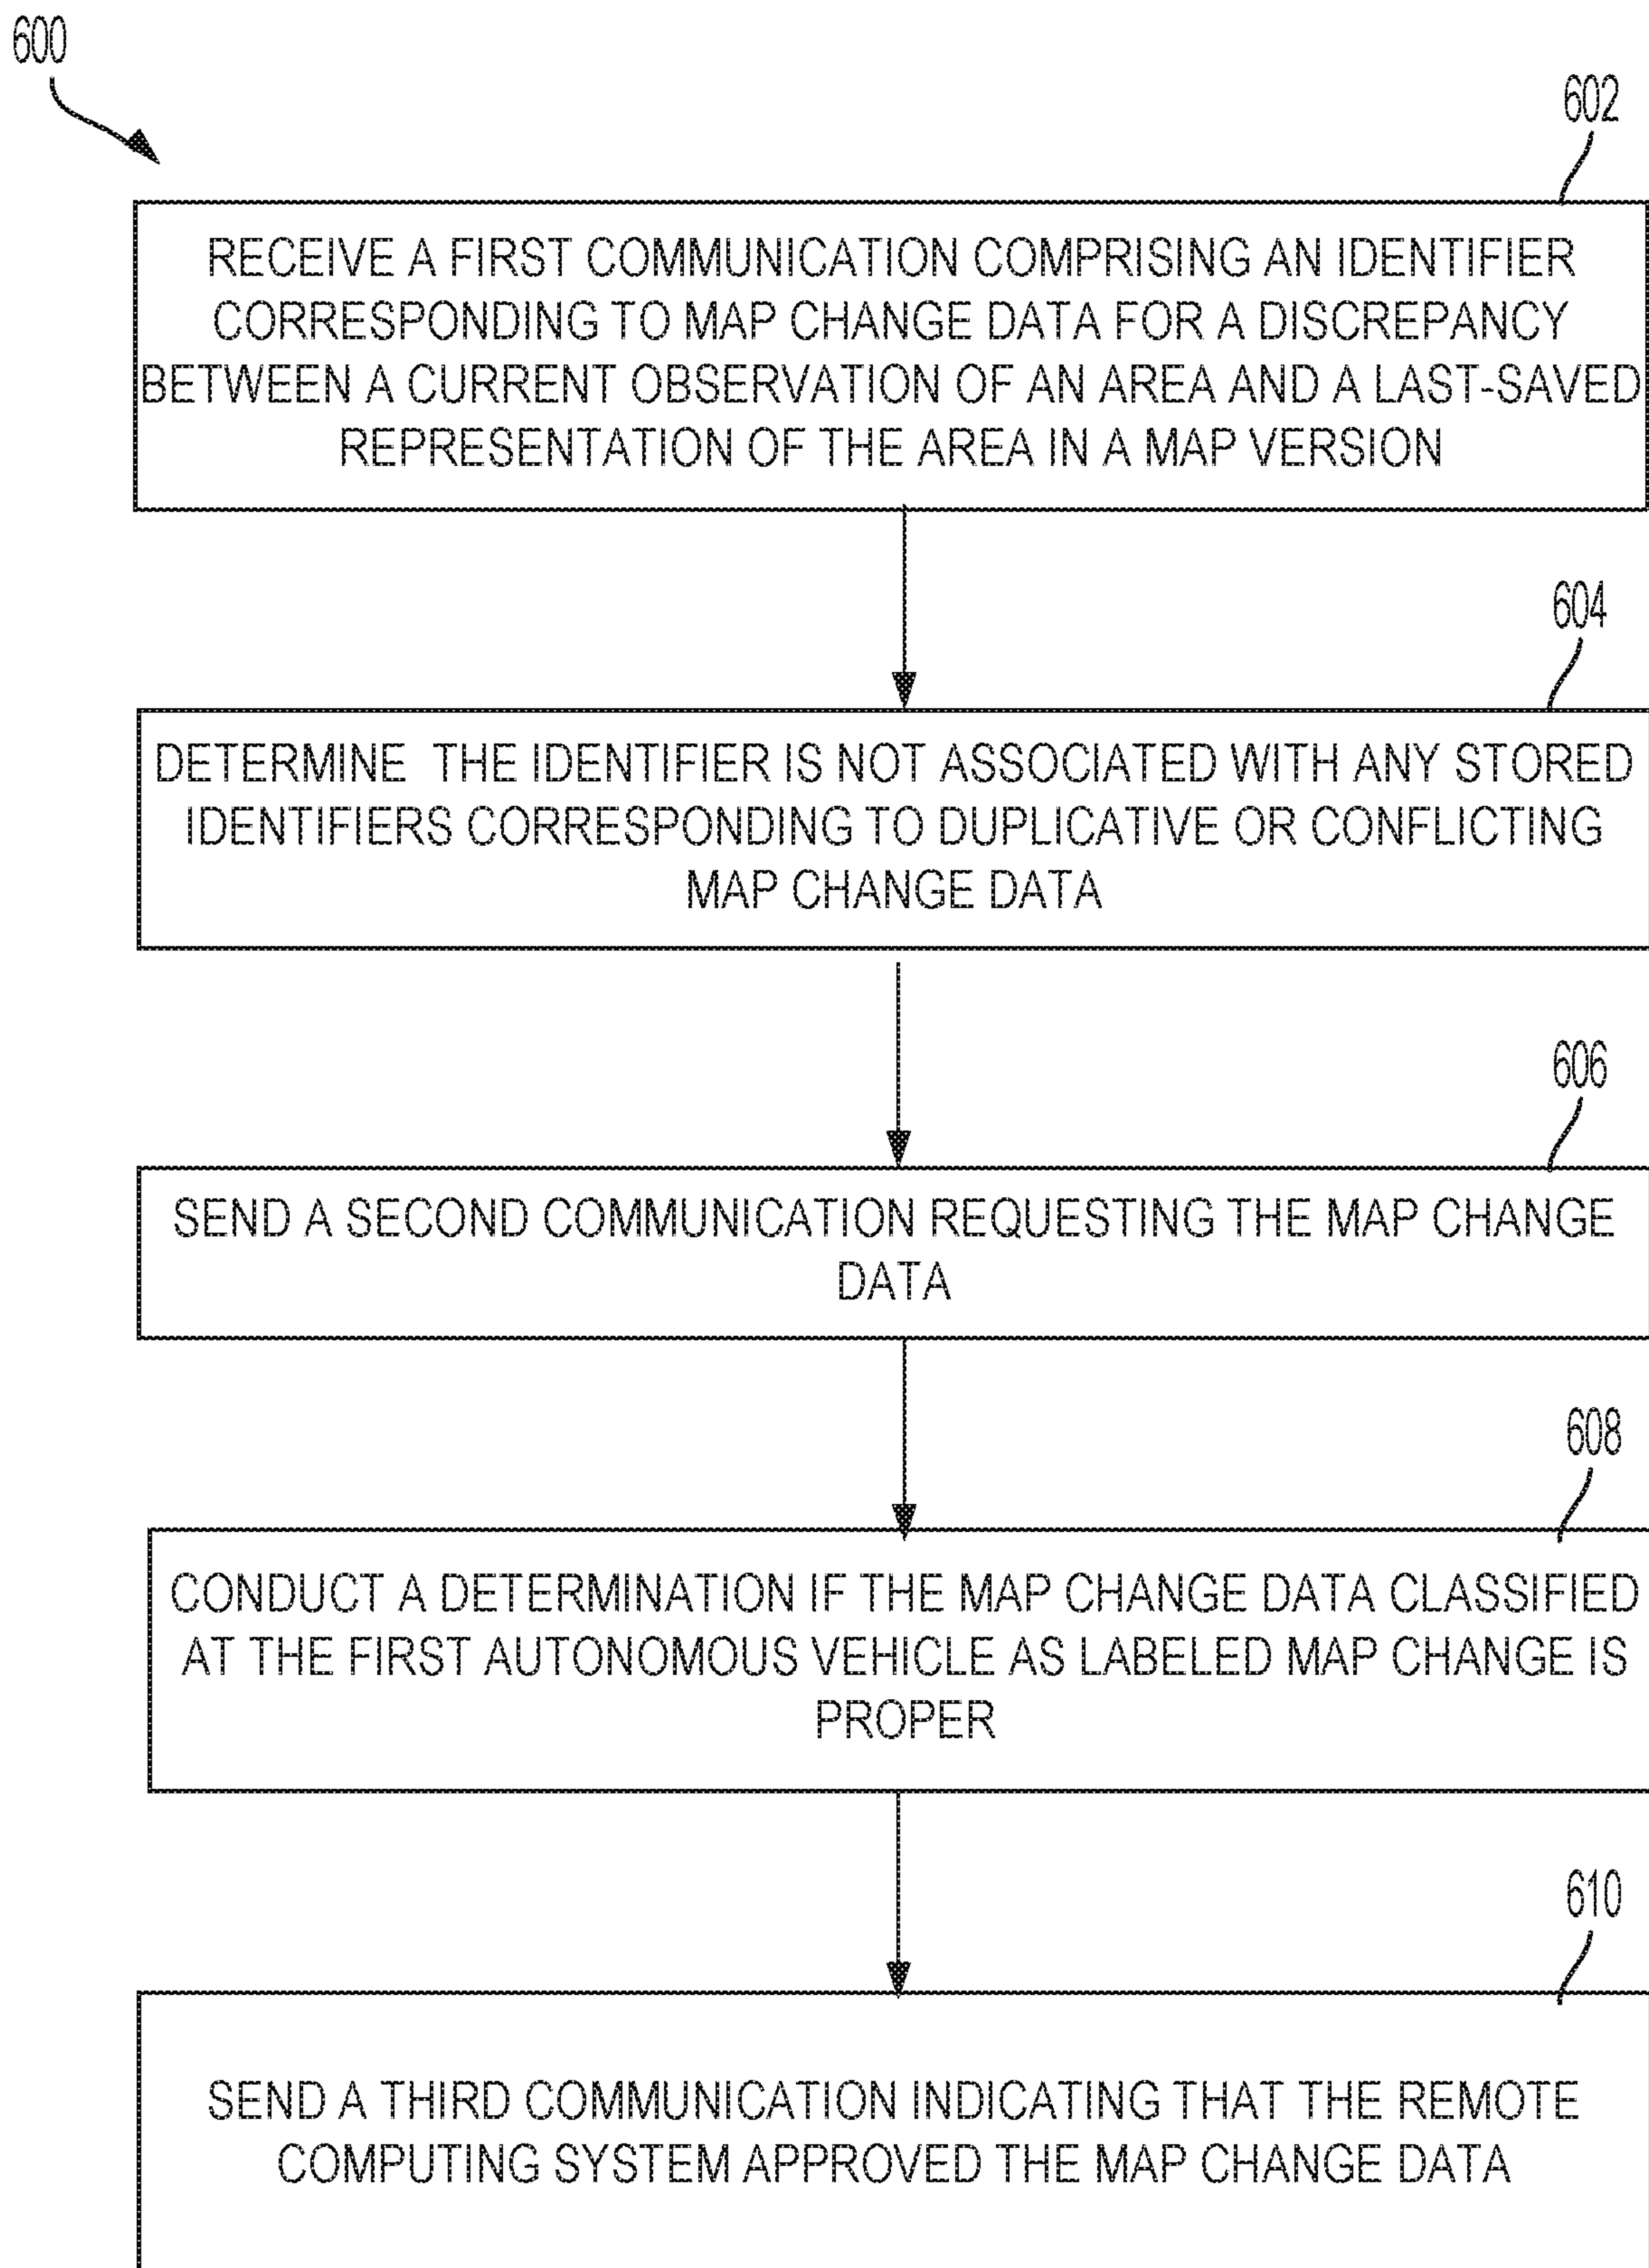 600
602
RECEIVE A FIRST COMMUNICATION COMPRISING AN IDENTIFIER
CORRESPONDING TO MAP CHANGE DATA FOR A DISCREPANCY
BETWEEN A CURRENT OBSERVATION OF AN AREA AND A LAST-SAVED
REPRESENTATION OF THE AREA IN A MAP VERSION
604
DETERMINE THE IDENTIFIER IS NOT ASSOCIATED WITH ANY STORED
IDENTIFIERS CORRESPONDING TO DUPLICATIVE OR CONFLICTING
MAP CHANGE DATA
606
SEND A SECOND COMMUNICATION REQUESTING THE MAP CHANGE
DATA
608
CONDUCT A DETERMINATION IF THE MAP CHANGE DATA CLASSIFIED
AT THE FIRST AUTONOMOUS VEHICLE AS LABELED MAP CHANGE IS
PROPER
610
SEND A THIRD COMMUNICATION INDICATING THAT THE REMOTE
COMPUTING SYSTEM APPROVED THE MAP CHANGE DATA